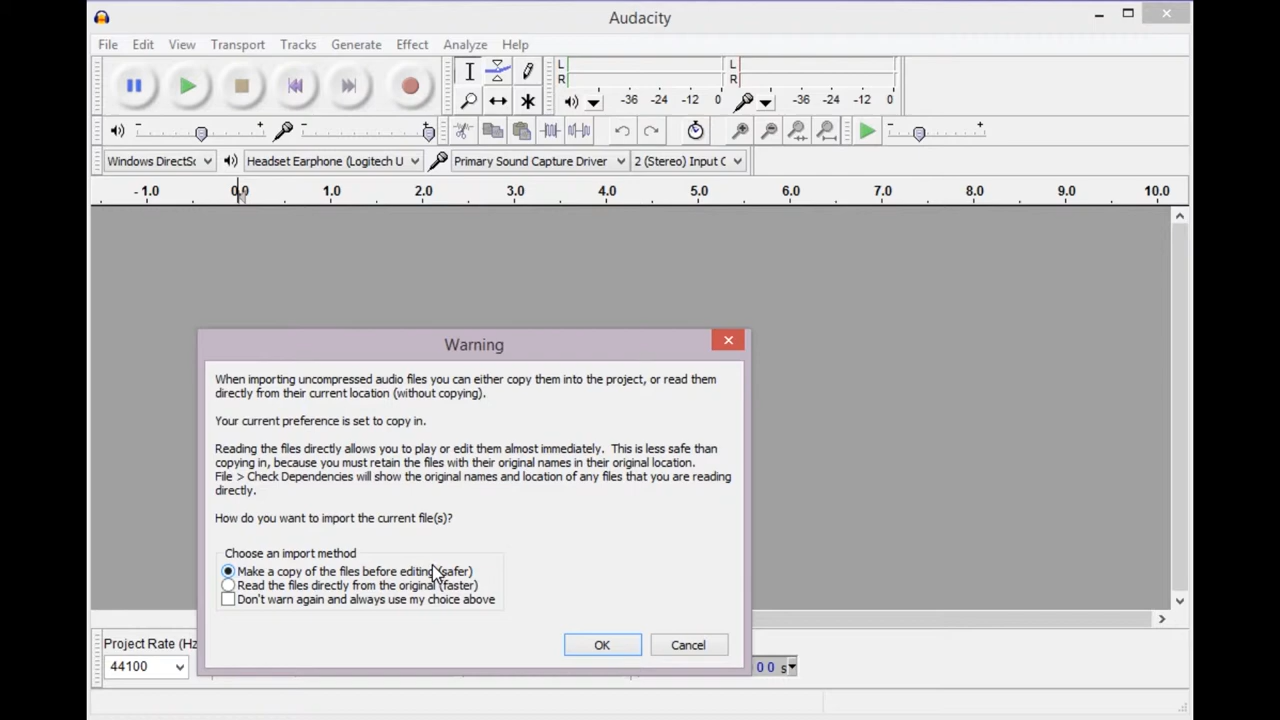 Audacity
File Edit View Transport Tracks Generate Effect Analyze Help
L
R
-36 -24 -12 0
L
R
-36 -24 -12 0
- + - +
- +
Windows DirectSo
Headset Earphone (Logitech U
Primary Sound Capture Driver
2 (Stereo) Input C
- 1.0 0.0 1.0 2.0 3.0 4.0 5.0 6.0 7.0 8.0 9.0 10.0
Warning
When importing uncompressed audio files you can either copy them into the project, or read them
directly from their current location (without copying).
Your current preference is set to copy in.
Reading the files directly allows you to play or edit them almost immediately. This is less safe than
copying in, because you must retain the files with their original names in their original location.
File > Check Dependencies will show the original names and location of any files that you are reading
directly.
How do you want to import the current file(s)?
Choose an import method
Make a copy of the files before editing (safer)
Read the files directly from the original (faster)
Don't warn again and always use my choice above
OK Cancel
Project Rate (Hz
44100
0 0 s